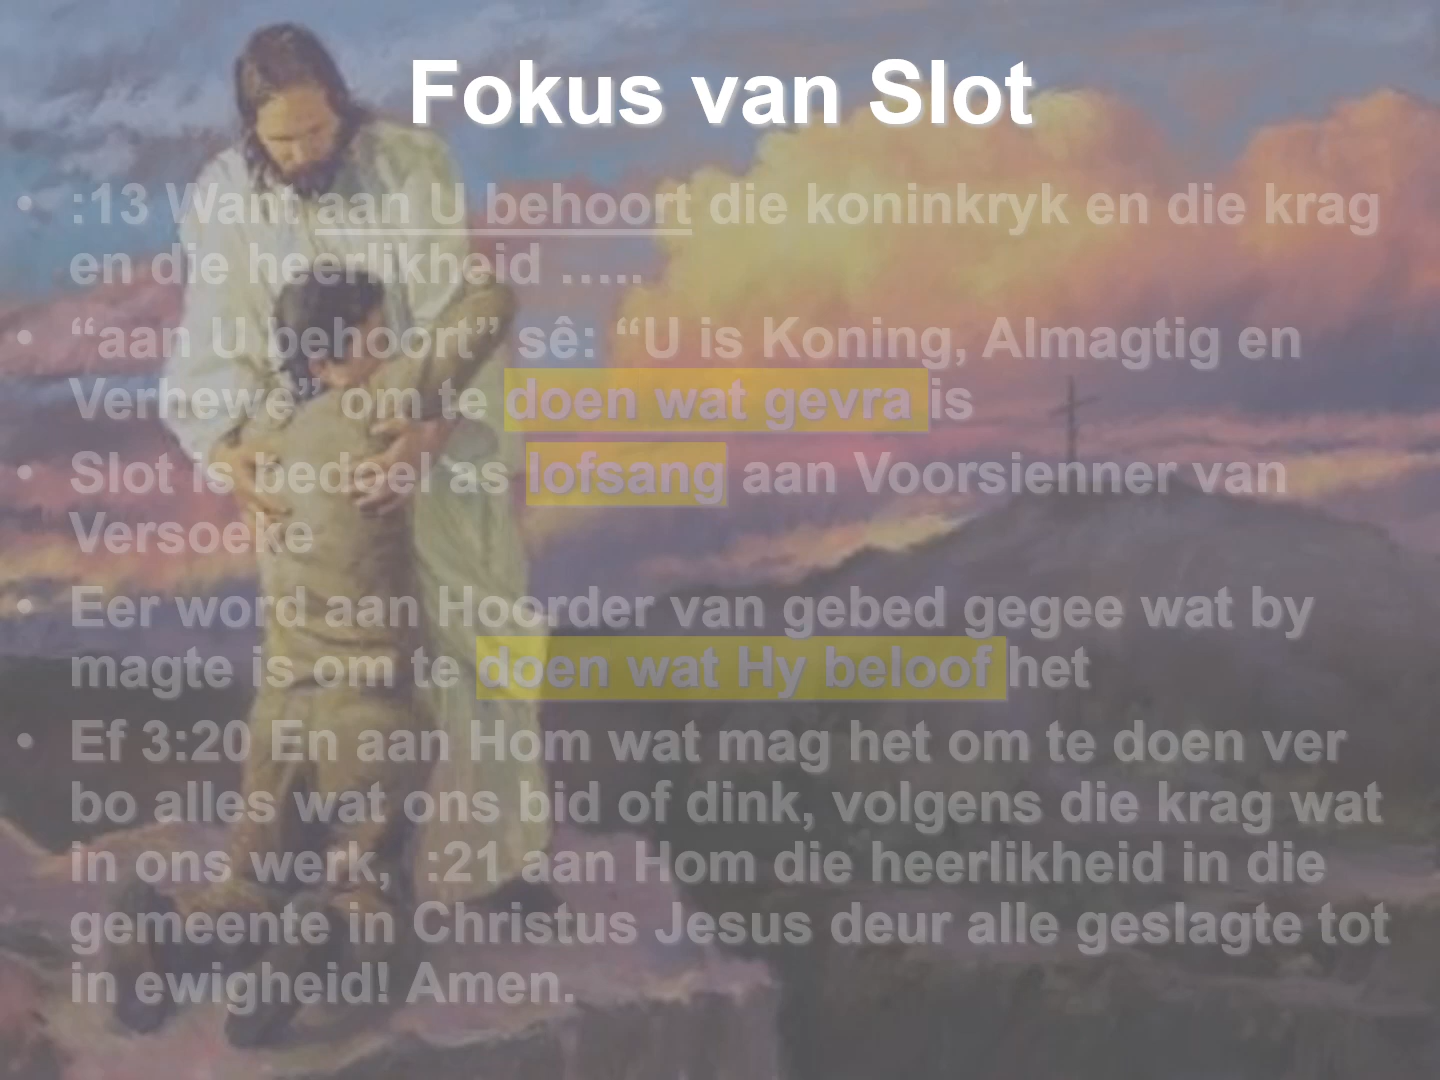 Fokus van Slot
• :13 Want aan U behoort die koninkryk en die krag
en die heerlikheid …..
• “aan U behoort” sê: “U is Koning, Almagtig en
Verhewe” om te doen wat gevra is
• Slot is bedoel as lofsang aan Voorsienner van
Versoeke
• Eer word aan Hoorder van gebed gegee wat by
magte is om te doen wat Hy beloof het
• Ef 3:20 En aan Hom wat mag het om te doen ver
bo alles wat ons bid of dink, volgens die krag wat
in ons werk, :21 aan Hom die heerlikheid in die
gemeente in Christus Jesus deur alle geslagte tot
in ewigheid! Amen.